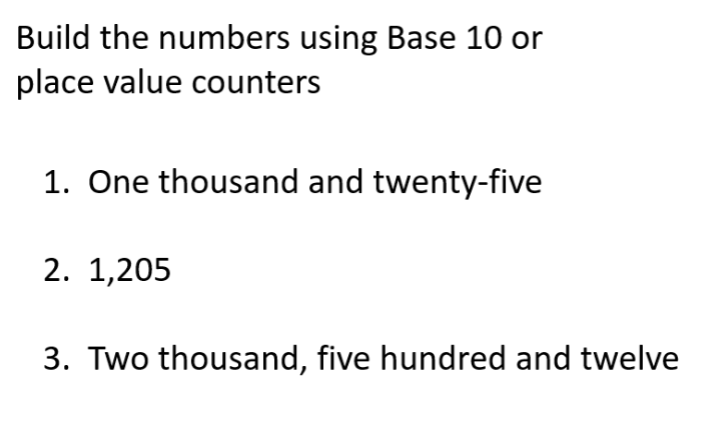 Build the numbers using Base 10 or
place value counters
1. One thousand and twenty-five
2. 1,205
3. Two thousand, five hundred and twelve